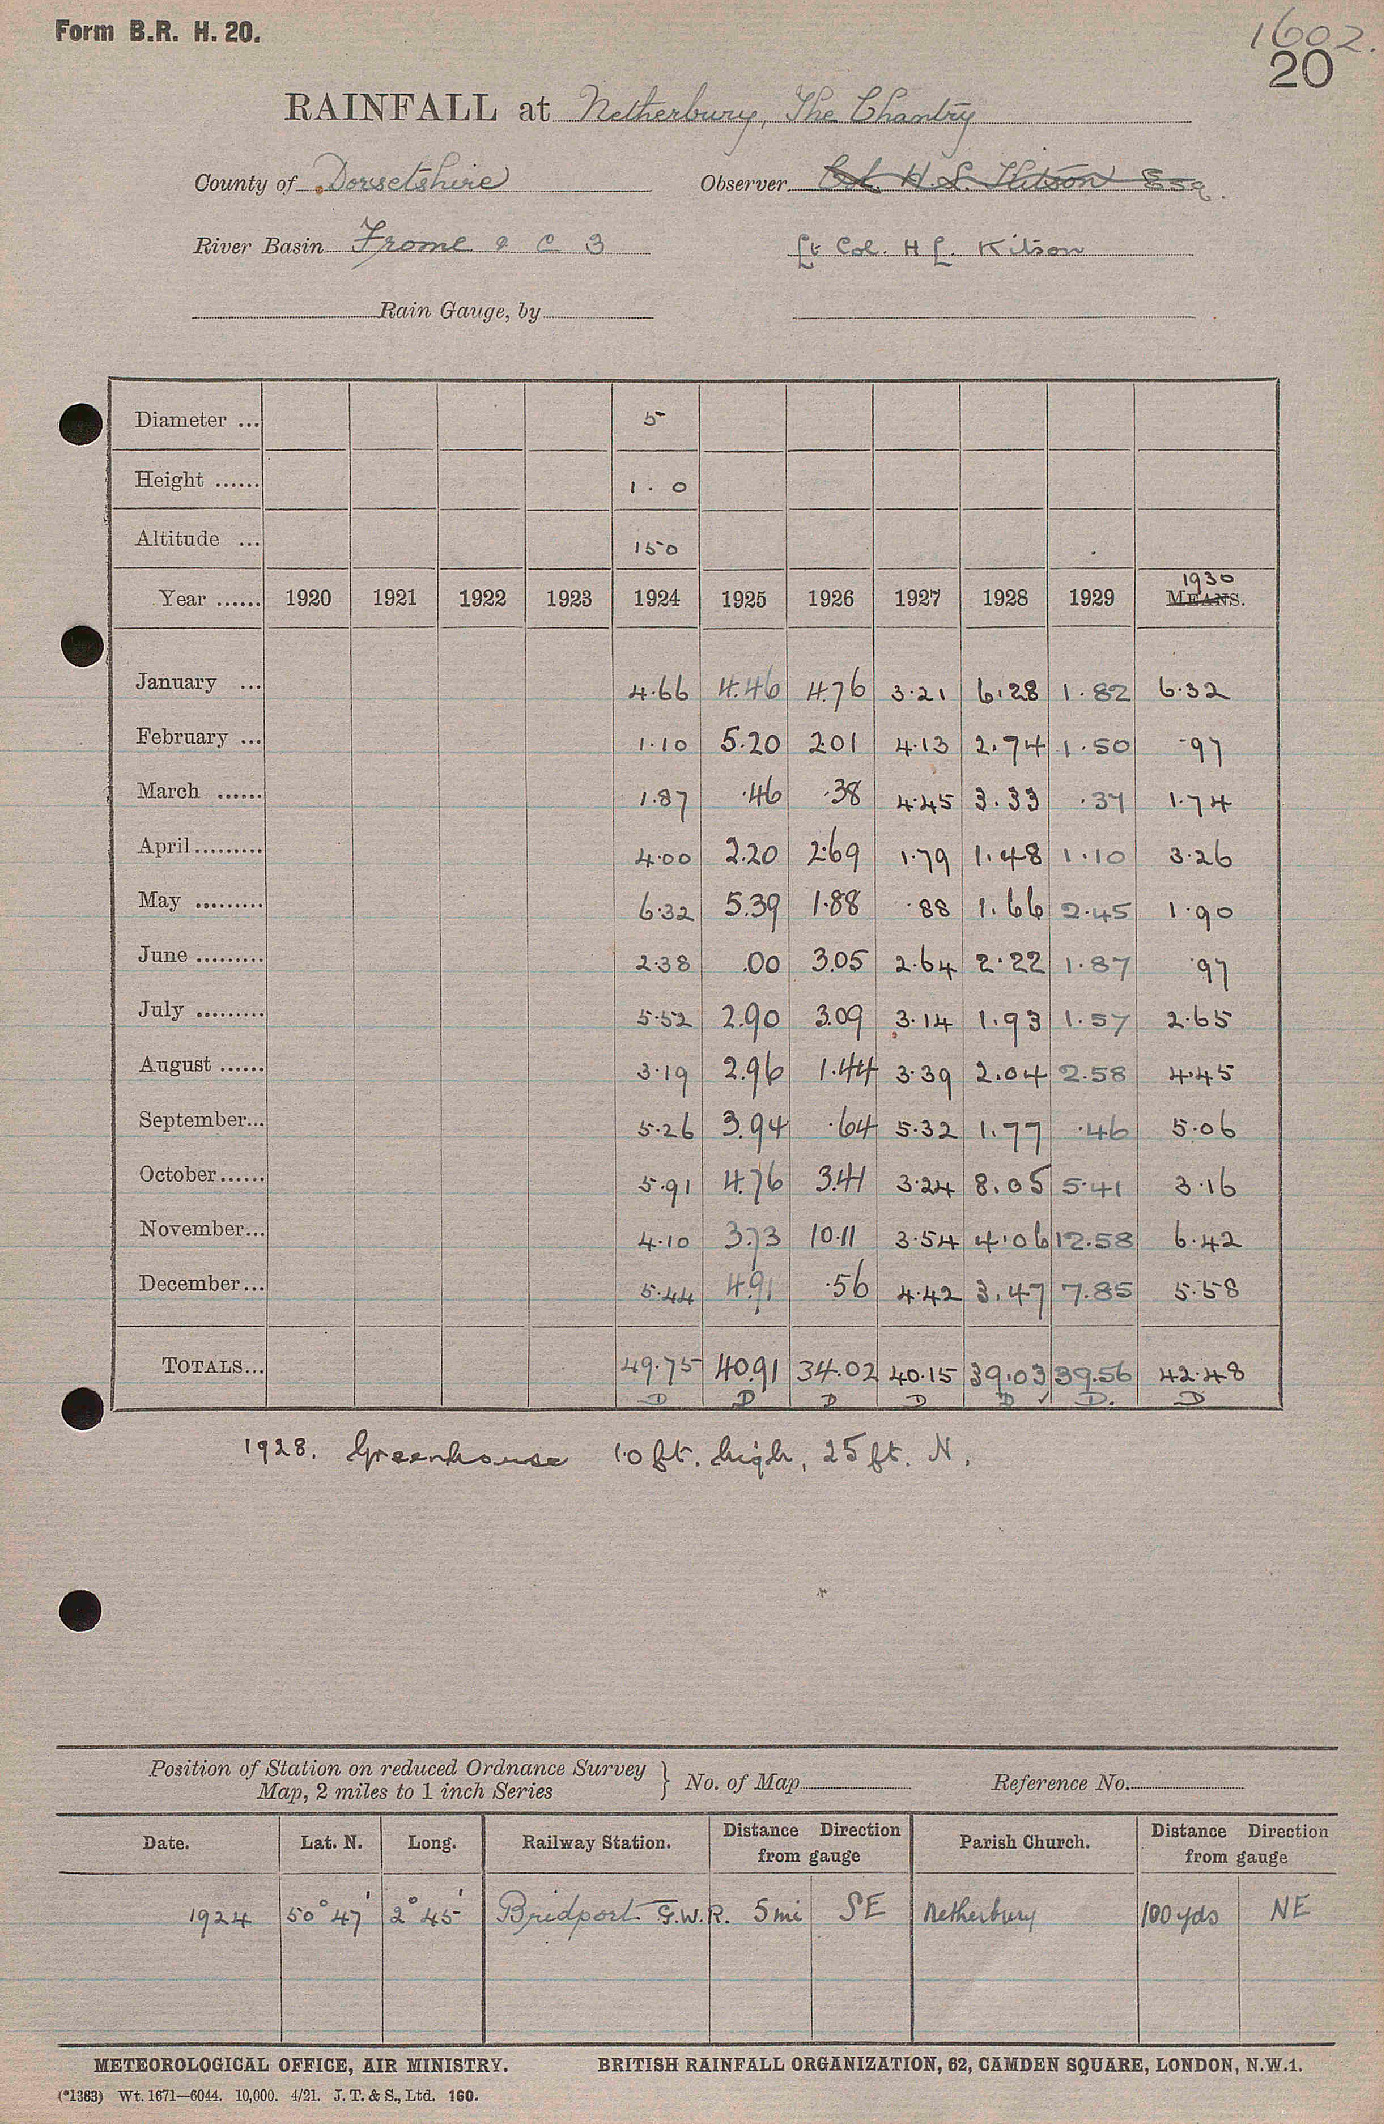 Form B.R. H. 20.
1602.
20
RAINFALL at Netherbury, The Chantry
County of Dorsetshire Observer Col. H. L. Kitson Esq.
River Basin Frome & C 3 Lt Col. H L. Kitson
Rain Gauge, by
Diameter ... 5
Height ...... 1 . 0
Altitude ... 150
Year ...... 1920 1921 1922 1923 1924 1925 1926 1927 1928 1929 1930 MEANS.
January ... 4.66 4.46 4.76 3.21 6.28 1.82 6.32
February ... 1.10 5.20 2.01 4.13 2.74 1.50 .97
March ...... 1.87 .46 .38 4.45 3.33 .37 1.74
April......... 4.00 2.20 2.69 1.79 1.48 1.10 3.26
May ......... 6.32 5.39 1.88 .88 1.66 2.45 1.90
June ......... 2.38 .00 3.05 2.64 2.22 1.87 .97
July ......... 5.52 2.90 3.09 3.14 1.93 1.57 2.65
August ...... 3.19 2.96 1.44 3.39 2.04 2.58 4.45
September... 5.26 3.94 .64 5.32 1.77 .46 5.06
October...... 5.91 4.76 3.41 3.24 8.05 5.41 3.16
November... 4.10 3.73 10.11 3.54 4.06 12.58 6.42
December... 5.44 4.91 .56 4.42 3.47 7.85 5.58
TOTALS... 49.75 40.91 34.02 40.15 39.03 39.56 42.48
D D D D D ✓ D. D
1928. Greenhouse 10 ft. high, 25 ft. N.
Position of Station on reduced Ordnance Survey
Map, 2 miles to 1 inch Series } No. of Map Reference No.
Date. Lat. N. Long. Railway Station. Distance Direction from gauge Parish Church. Distance Direction from gauge
1924 50° 47' 2° 45' Bridport G.W.R. 5 mi SE Netherbury 100 yds NE
METEOROLOGICAL OFFICE, AIR MINISTRY. BRITISH RAINFALL ORGANIZATION, 62, CAMDEN SQUARE, LONDON, N.W.1.
(*1383) Wt. 1671—6044. 10,000. 4/21. J. T. & S., Ltd. 160.